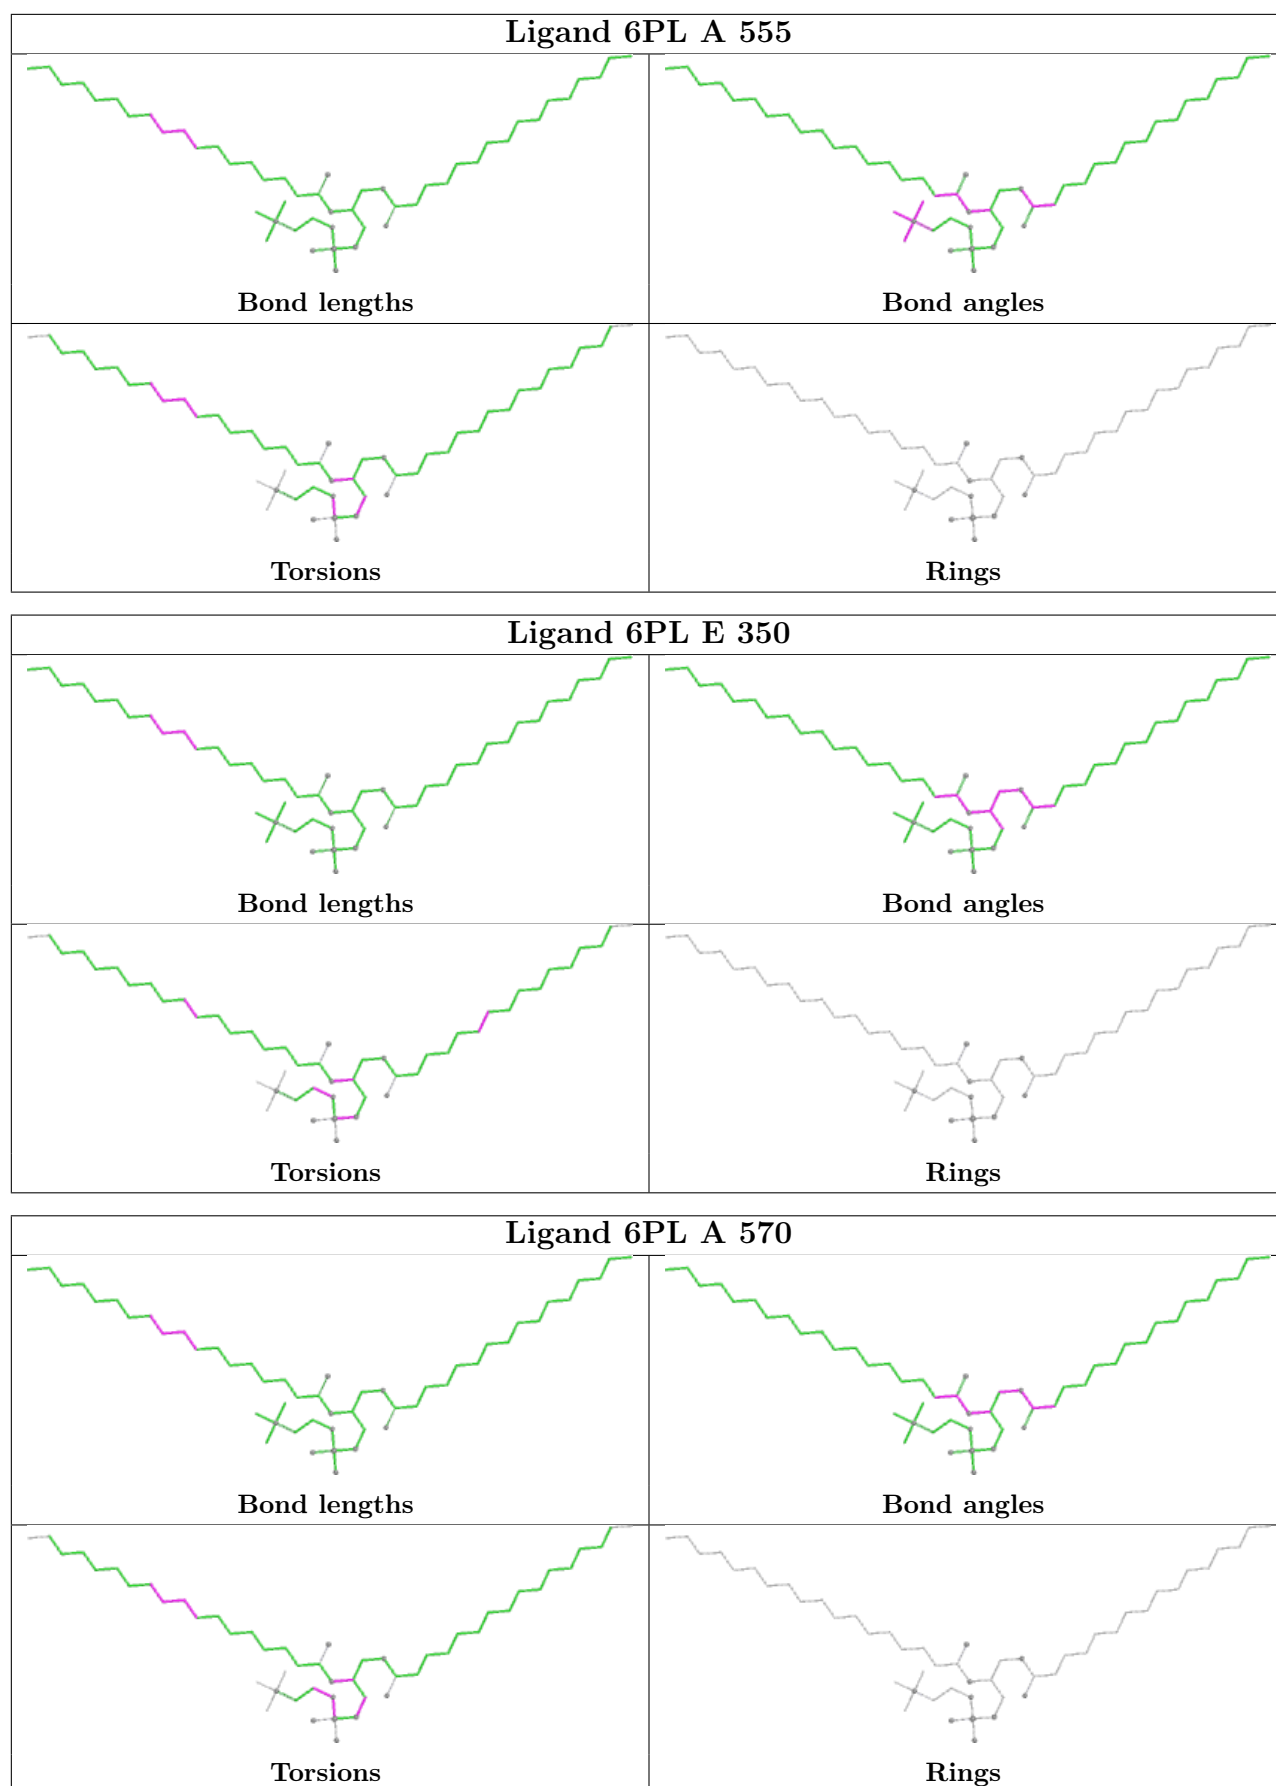 Ligand 6PL A 555
Bond lengths
Bond angles
Torsions
Rings
Ligand 6PL E 350
Bond lengths
Bond angles
Torsions
Rings
Ligand 6PL A 570
Bond lengths
Bond angles
Torsions
Rings